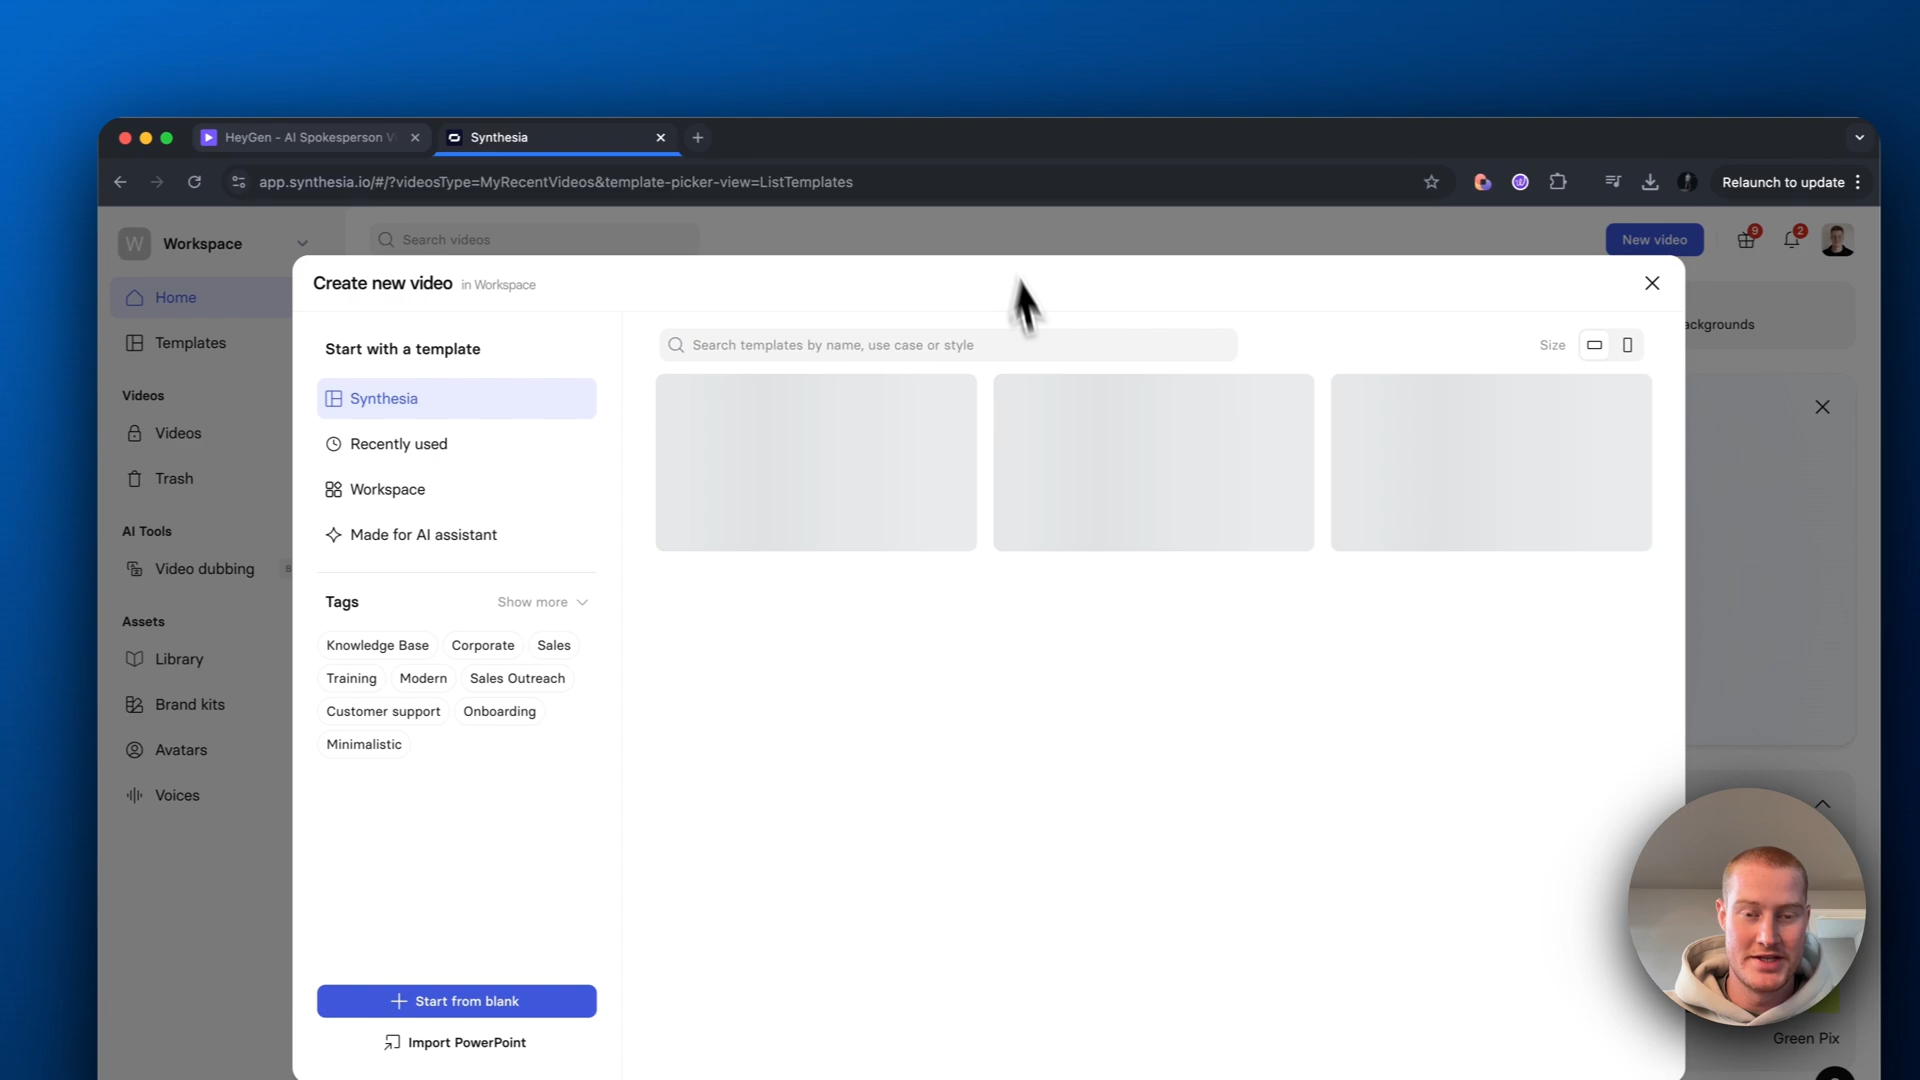 HeyGen - AI Spokesperson V
Synthesia
app.synthesia.io/#/?videosType=MyRecentVideos&template-picker-view=ListTemplates
Relaunch to update
W Workspace
Search videos
New video
9
2
Home
Templates
Videos
Videos
Trash
AI Tools
Video dubbing
Assets
Library
Brand kits
Avatars
Voices
Create new video in Workspace
Start with a template
Synthesia
Recently used
Workspace
Made for AI assistant
Tags
Show more
Knowledge Base
Corporate
Sales
Training
Modern
Sales Outreach
Customer support
Onboarding
Minimalistic
Start from blank
Import PowerPoint
Search templates by name, use case or style
Size
ackgrounds
Green Pix